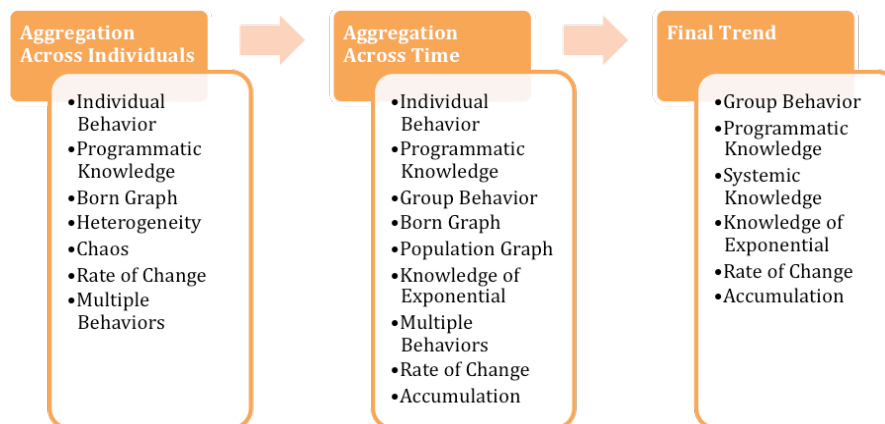 Aggregation
Across Individuals
•Individual
Behavior
•Programmatic
Knowledge
•Born Graph
•Heterogeneity
•Chaos
•Rate of Change
•Multiple
Behaviors
Aggregation
Across Time
•Individual
Behavior
•Programmatic
Knowledge
•Group Behavior
•Born Graph
•Population Graph
•Knowledge of
Exponential
•Multiple
Behaviors
•Rate of Change
•Accumulation
Final Trend
•Group Behavior
•Programmatic
Knowledge
•Systemic
Knowledge
•Knowledge of
Exponential
•Rate of Change
•Accumulation